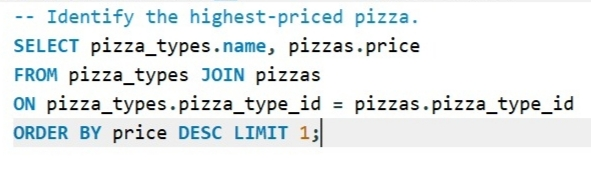 -- Identify the highest-priced pizza.
SELECT pizza_types.name, pizzas.price
FROM pizza_types JOIN pizzas
ON pizza_types.pizza_type_id = pizzas.pizza_type_id
ORDER BY price DESC LIMIT 1;